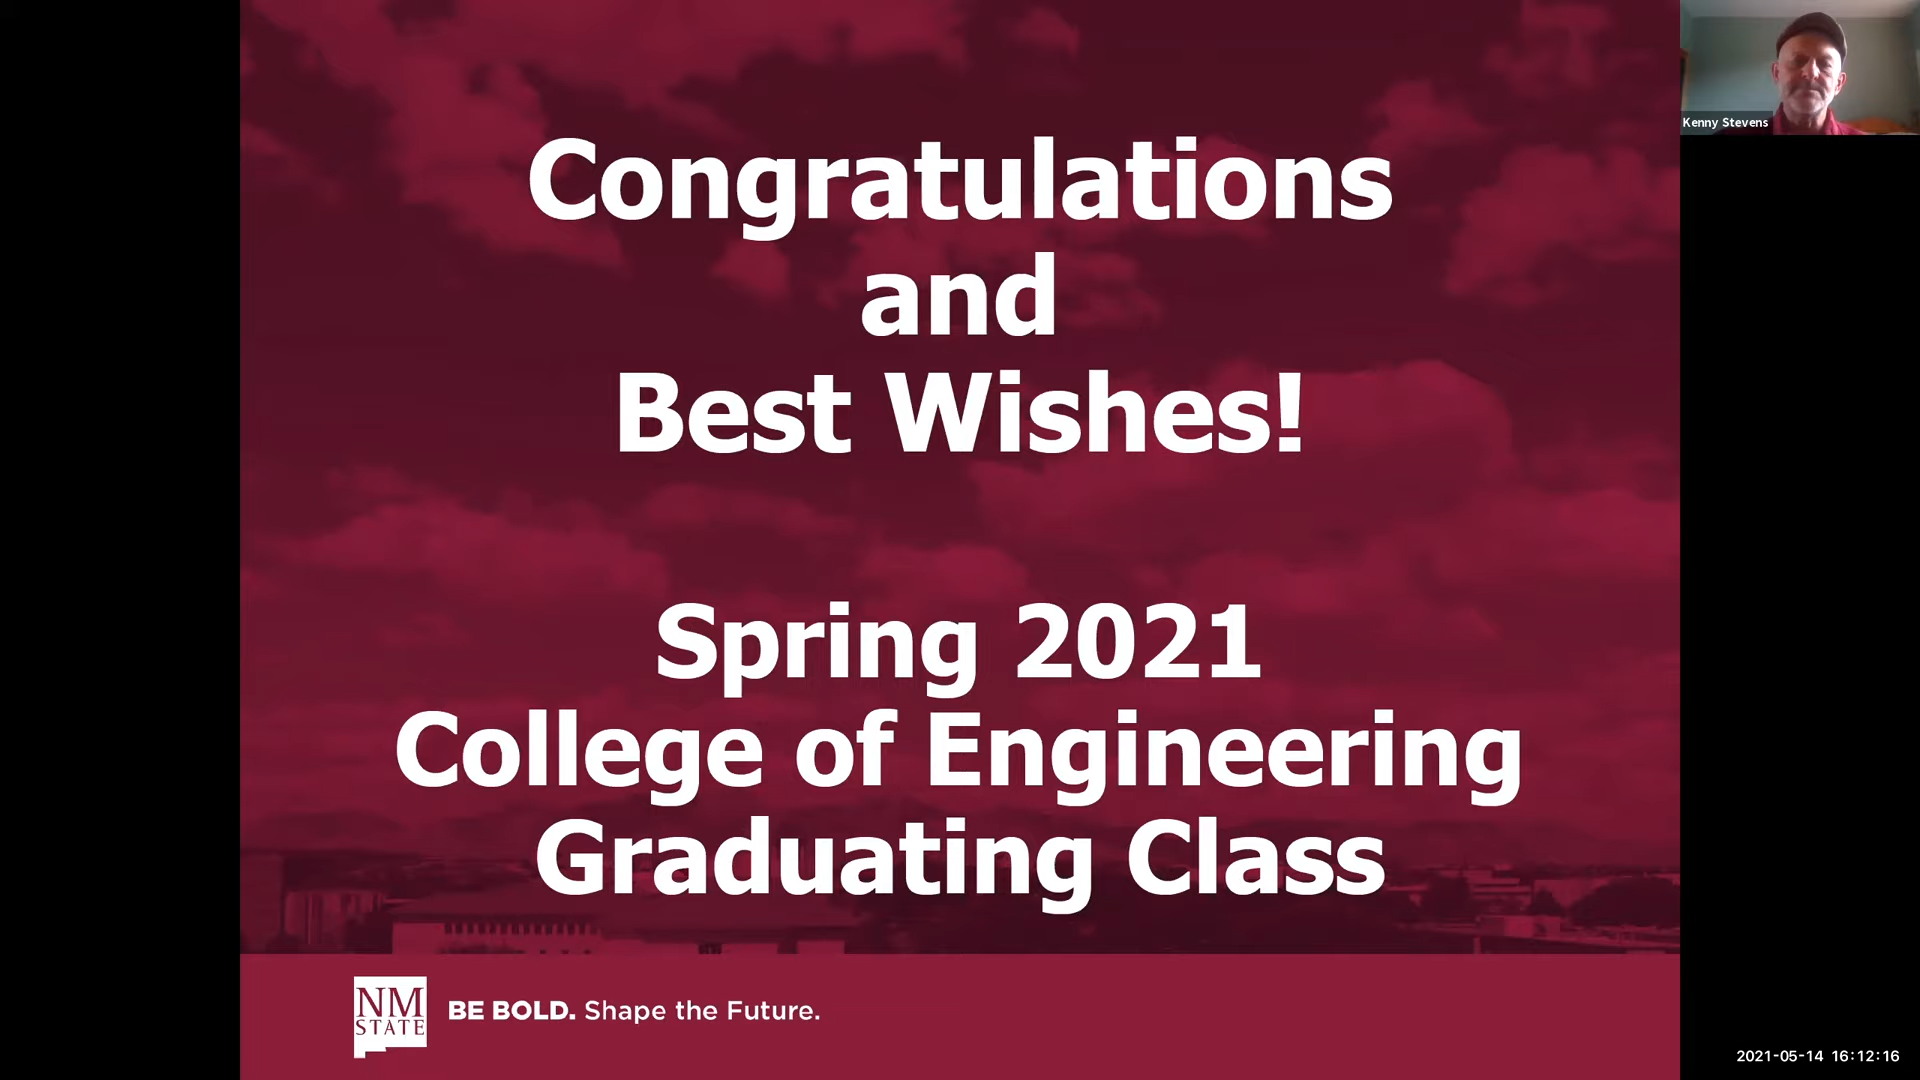 Congratulations
and
Best Wishes!
Spring 2021
College of Engineering
Graduating Class
NM
STATE
BE BOLD. Shape the Future.
Kenny Stevens
2021-05-14 16:12:16